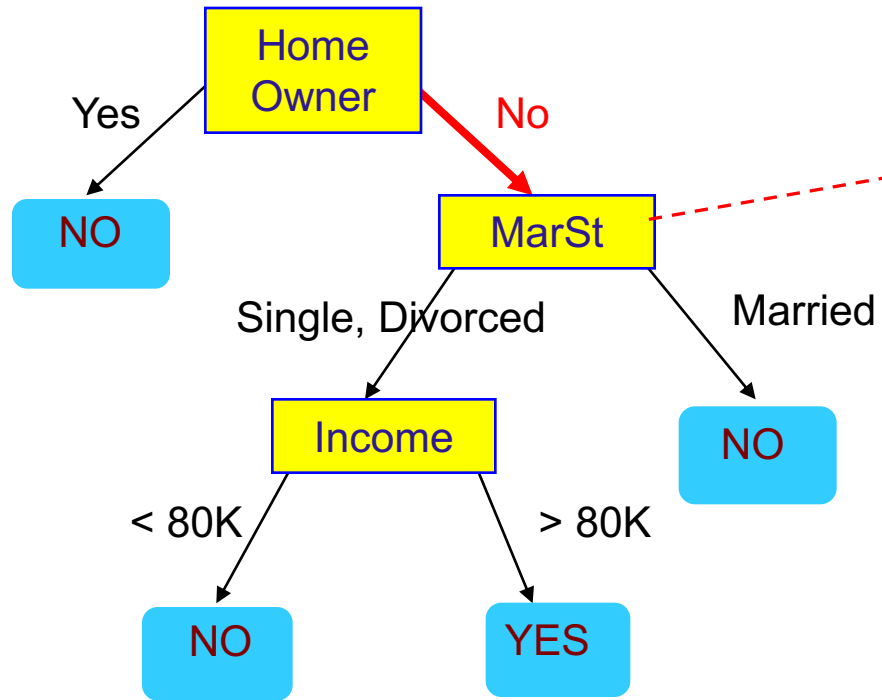 Home
Owner
Yes
No
NO
MarSt
Single, Divorced
Married
Income
NO
< 80K
> 80K
NO
YES